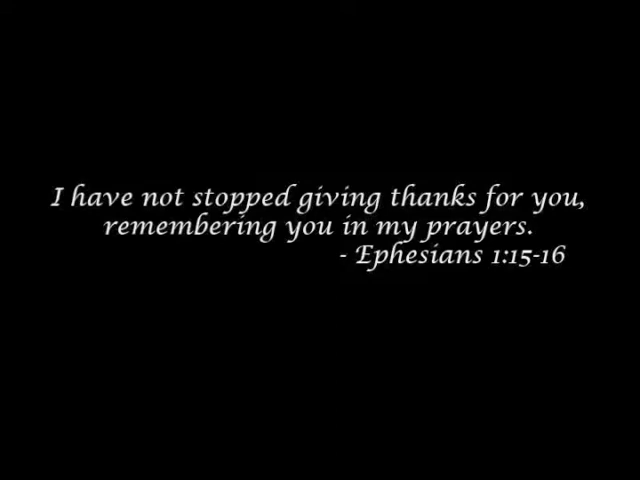 I have not stopped giving thanks for you,
remembering you in my prayers.
- Ephesians 1:15-16